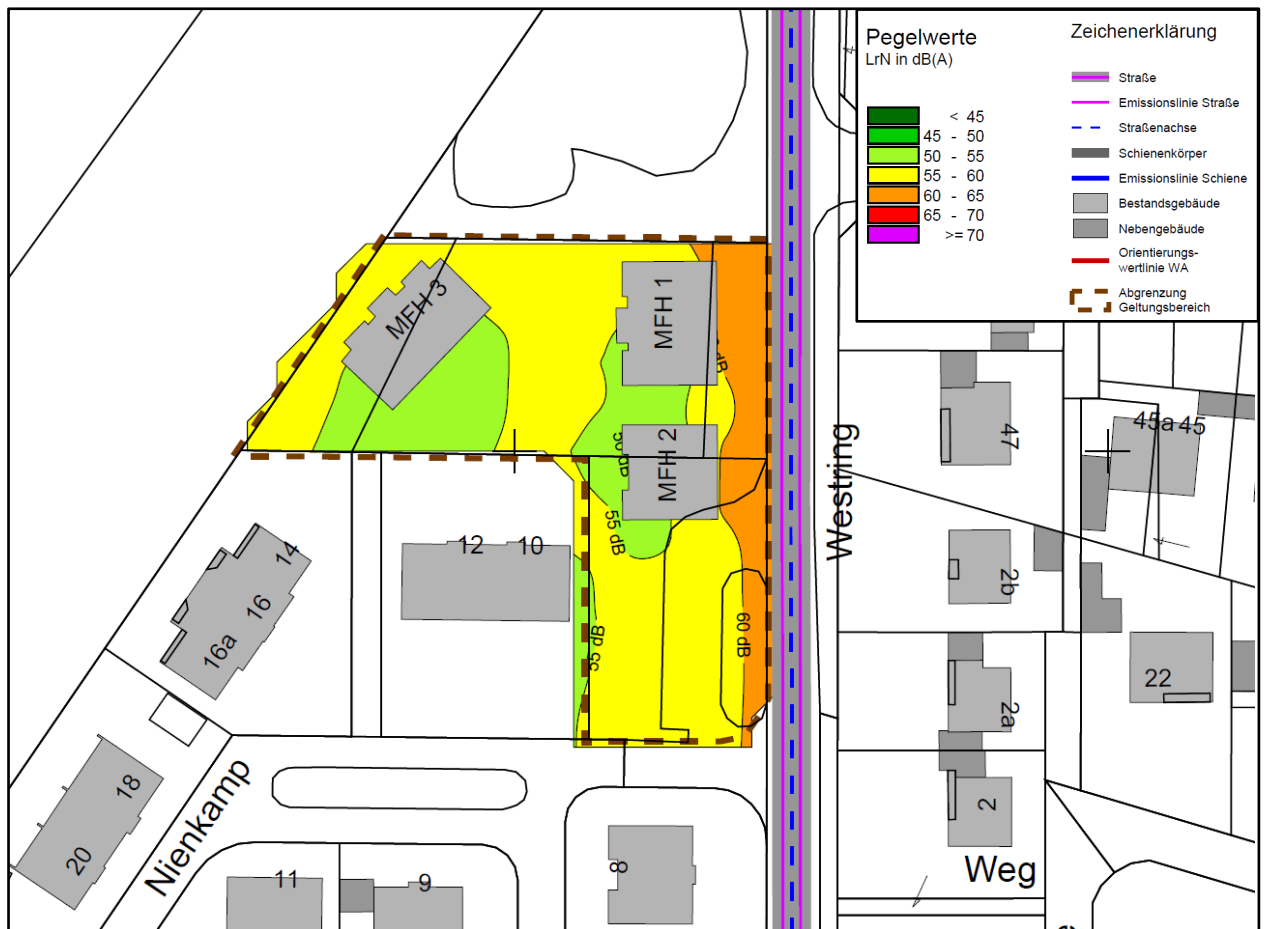 Pegelwerte
LrN in dB(A)
< 45
45 - 50
50 - 55
55 - 60
60 - 65
65 - 70
>= 70
Zeichenerklärung
Straße
Emissionslinie Straße
Straßenachse
Schienenkörper
Emissionslinie Schiene
Bestandsgebäude
Nebengebäude
Orientierungs-
wertlinie WA
Abgrenzung
Geltungsbereich
MFH 3
MFH 1
dB
MFH 2
55 dB
55 dB
60 dB
Westring
47
45a 45
2b
2a
22
2
Weg
12
10
14
16
16a
18
20
Nienkamp
11
9
8